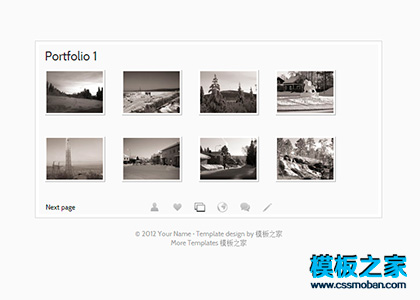 Portfolio 1
Next page
© 2012 Your Name - Template design by 模板之家
More Templates 模板之家
模板之家
www.cssmoban.com